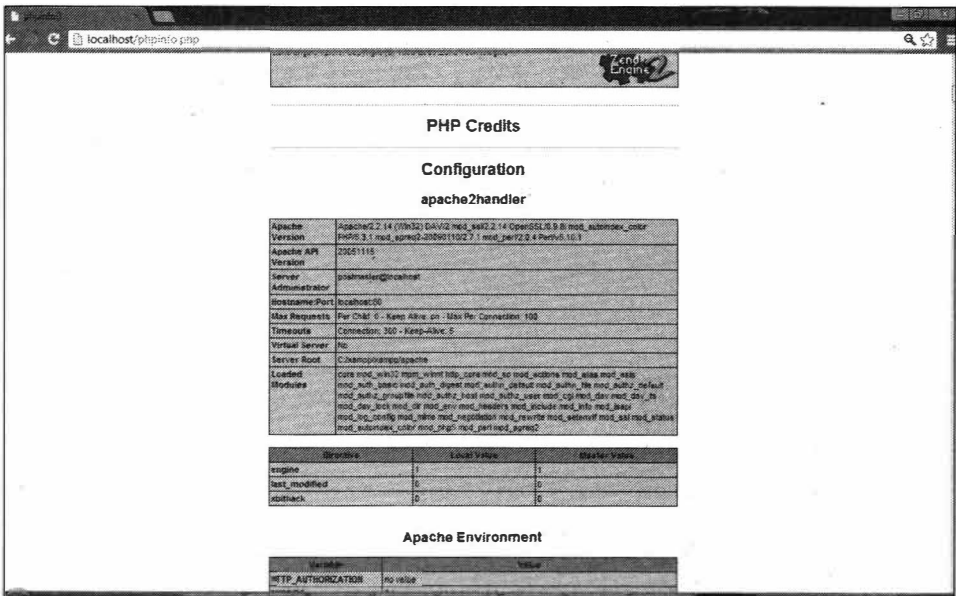 phpinfo()
localhost/phpinfo.php
Zend
Engine 2
PHP Credits
Configuration
apache2handler
Apache Version Apache/2.2.14 (Win32) DAV/2 mod_ssl/2.2.14 OpenSSL/0.9.8l mod_autoindex_color
PHP/5.3.1 mod_apreq2-20090110/2.7.1 mod_perl/2.0.4 Perl/v5.10.1
Apache API Version 20051115
Server Administrator postmaster@localhost
Hostname:Port localhost:80
Max Requests Per Child: 0 - Keep Alive: on - Max Per Connection: 100
Timeouts Connection: 300 - Keep-Alive: 5
Virtual Server No
Server Root C:/xampp/xampp/apache
Loaded Modules core mod_win32 mpm_winnt http_core mod_so mod_actions mod_alias mod_asis
mod_auth_basic mod_auth_digest mod_authn_default mod_authn_file mod_authz_default
mod_authz_groupfile mod_authz_host mod_authz_user mod_cgi mod_dav mod_dav_fs
mod_dav_lock mod_dir mod_env mod_headers mod_include mod_info mod_isapi
mod_log_config mod_mime mod_negotiation mod_rewrite mod_setenvif mod_ssl mod_status
mod_autoindex_color mod_php5 mod_perl mod_apreq2
Directive Local Value Master Value
engine 1 1
last_modified 0 0
xbithack 0 0
Apache Environment
Variable Value
HTTP_AUTHORIZATION no value